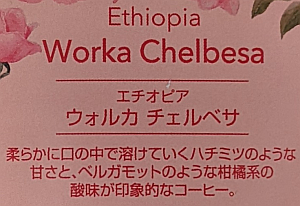 Ethiopia
Worka Chelbesa
エチオピア
ウォルカ チェルベサ
柔らかに口の中で溶けていくハチミツのような
甘さと、ベルガモットのような柑橘系の
酸味が印象的なコーヒー。